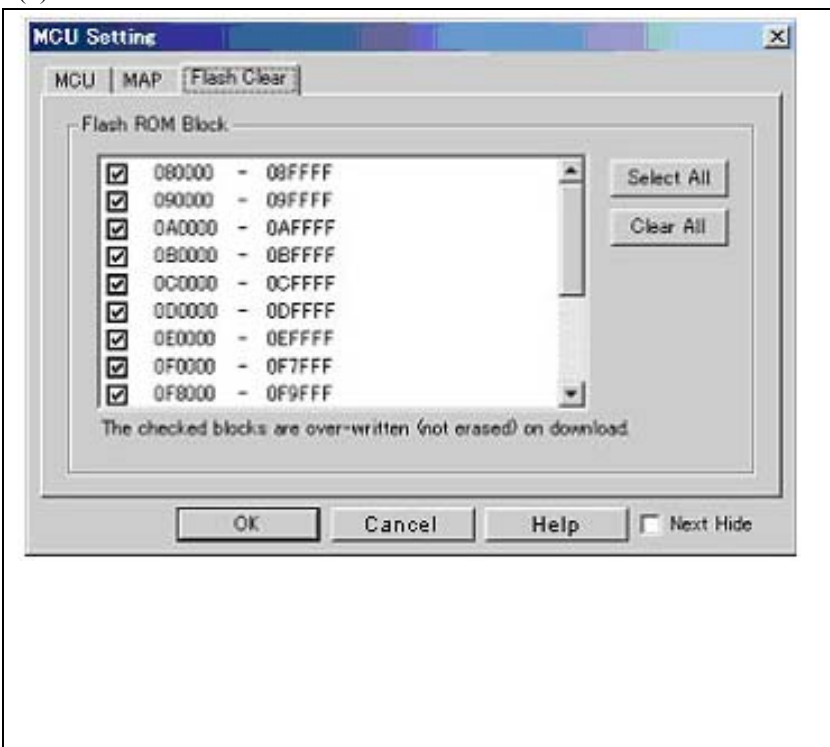 MCU Setting
MCU | MAP Flash Clear
Flash ROM Block
080000 - 08FFFF
090000 - 09FFFF
0A0000 - 0AFFFF
0B0000 - 0BFFFF
0C0000 - 0CFFFF
0D0000 - 0DFFFF
0E0000 - 0EFFFF
0F0000 - 0F7FFF
0F8000 - 0F9FFF
Select All
Clear All
The checked blocks are over-written (not erased) on download.
OK Cancel Help Next Hide